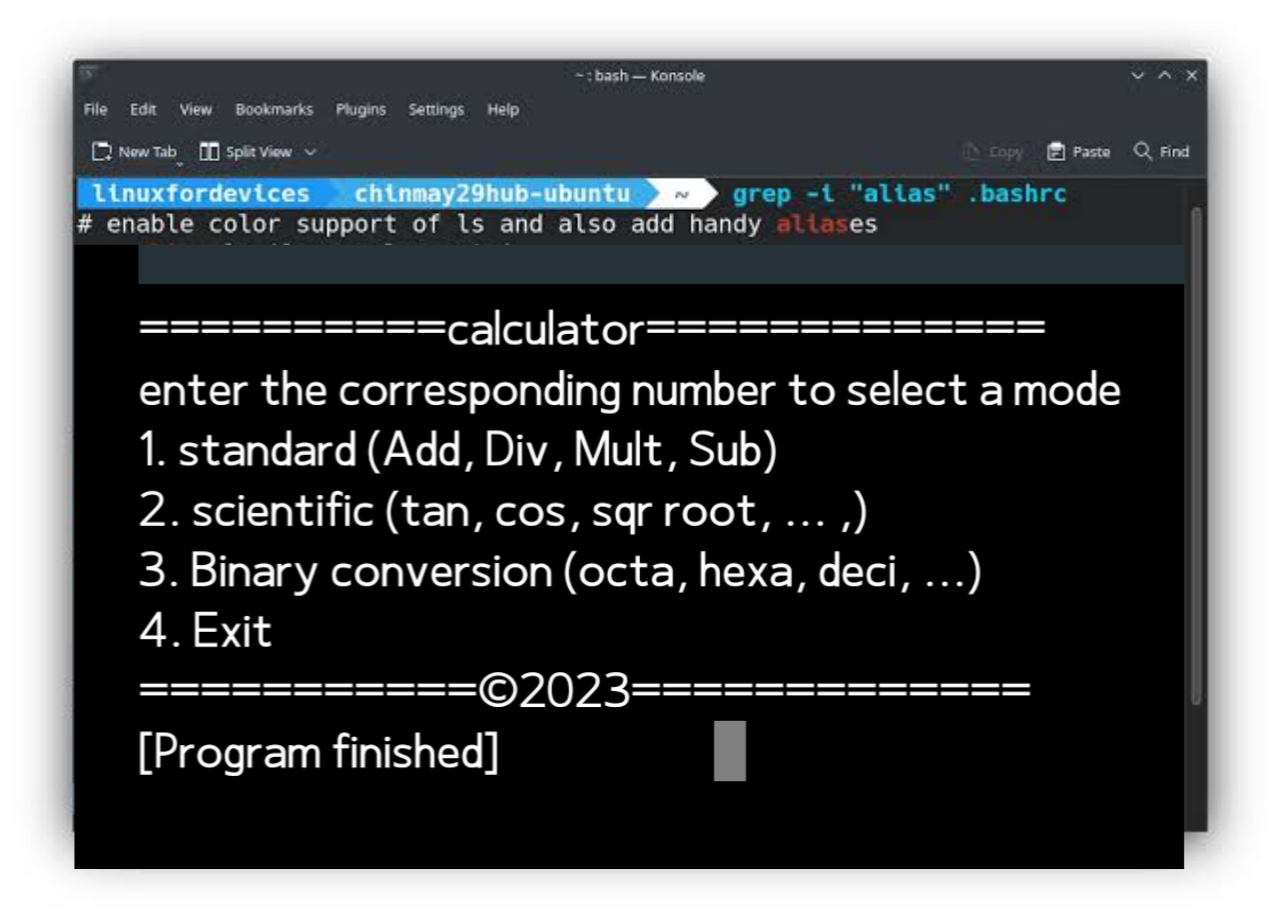 ~ : bash — Konsole
File Edit View Bookmarks Plugins Settings Help
New Tab Split View Copy Paste Find
linuxfordevices chinmay29hub-ubuntu ~ grep -i "alias" .bashrc
# enable color support of ls and also add handy aliases
==========calculator=============
enter the corresponding number to select a mode
1. standard (Add, Div, Mult, Sub)
2. scientific (tan, cos, sqr root, ... ,)
3. Binary conversion (octa, hexa, deci, ...)
4. Exit
===========©2023=============
[Program finished]